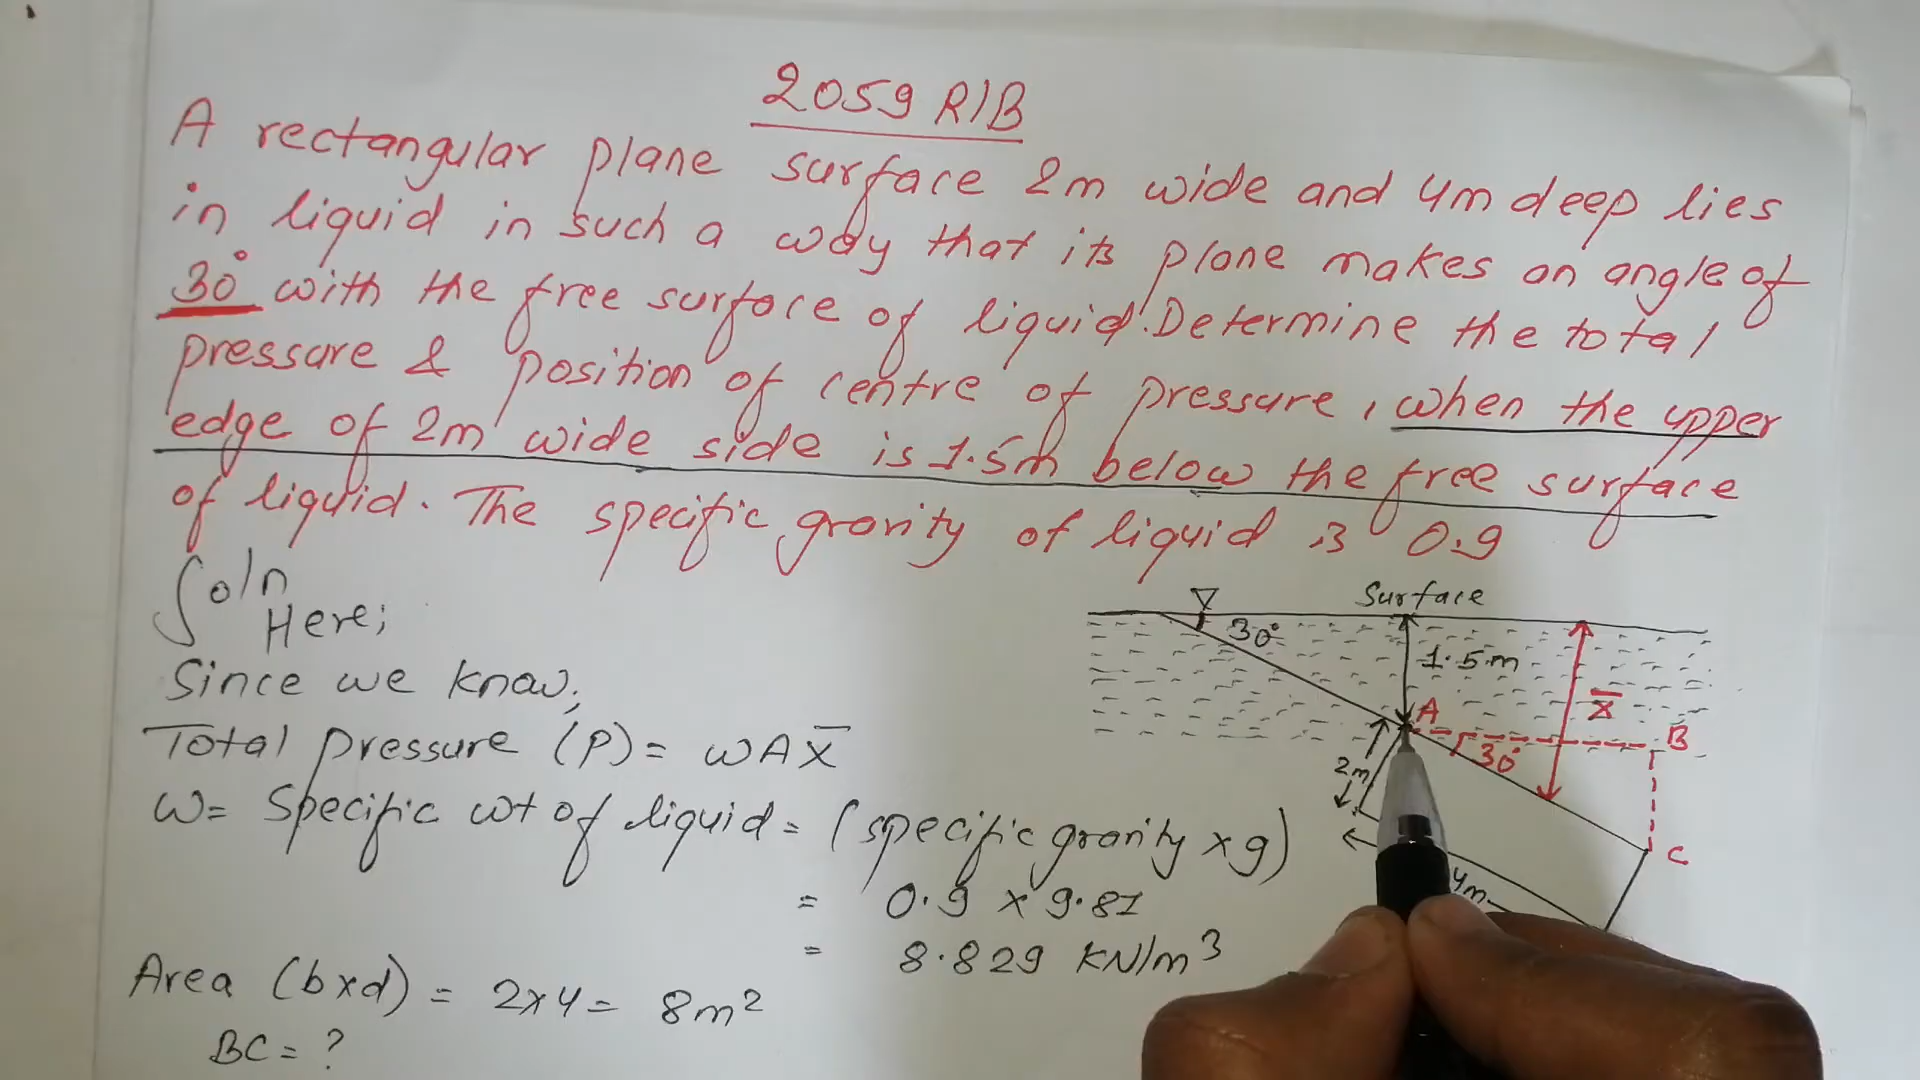 2059 R/B
A rectangular plane surface 2m wide and 4m deep lies
in liquid in such a way that its plane makes an angle of
30° with the free surface of liquid. Determine the total
pressure & position of centre of pressure, when the upper
edge of 2m wide side is 1.5m below the free surface
of liquid. The specific gravity of liquid is 0.9
Soln
Here;
Since we know;
Total pressure (P) = wAx̄
w = Specific wt of liquid = (specific gravity x g)
= 0.9 x 9.81
= 8.829 KN/m³
Area (bxd) = 2x4 = 8m²
BC = ?
Surface
30°
1.5m
x̄
A
B
30°
2m
C
4m